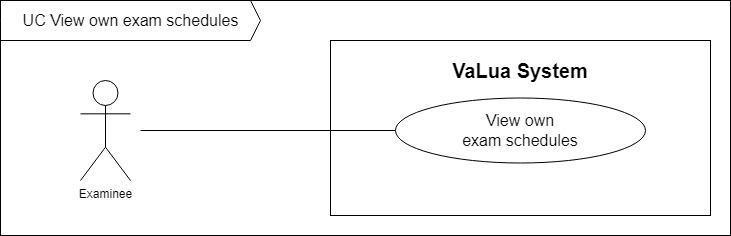 UC View own exam schedules
VaLua System
View own
exam schedules
Examinee